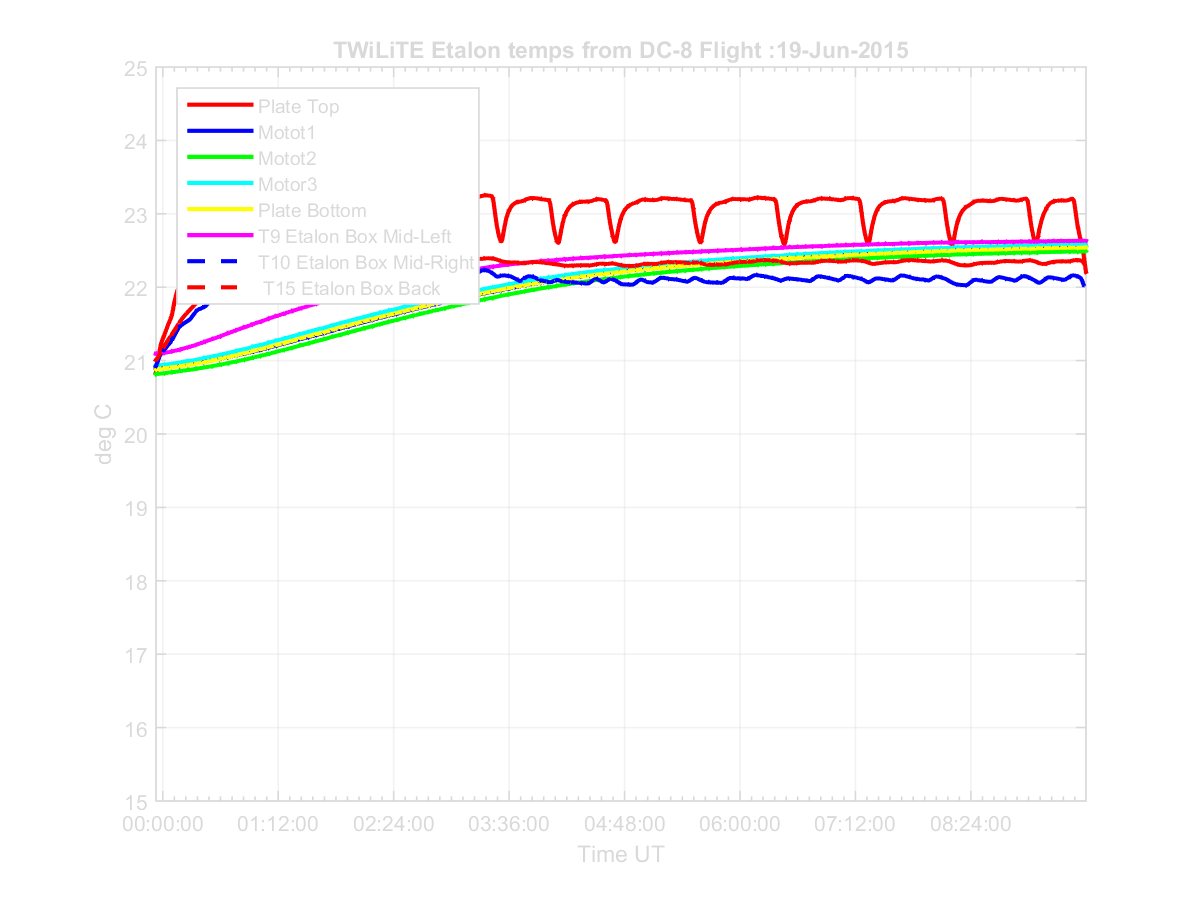 TWiLiTE Etalon temps from DC-8 Flight :19-Jun-2015
25
24
23
22
21
20
19
18
17
16
15
deg C
Plate Top
Motot1
Motot2
Motor3
Plate Bottom
T9 Etalon Box Mid-Left
T10 Etalon Box Mid-Right
T15 Etalon Box Back
00:00:00 01:12:00 02:24:00 03:36:00 04:48:00 06:00:00 07:12:00 08:24:00
Time UT